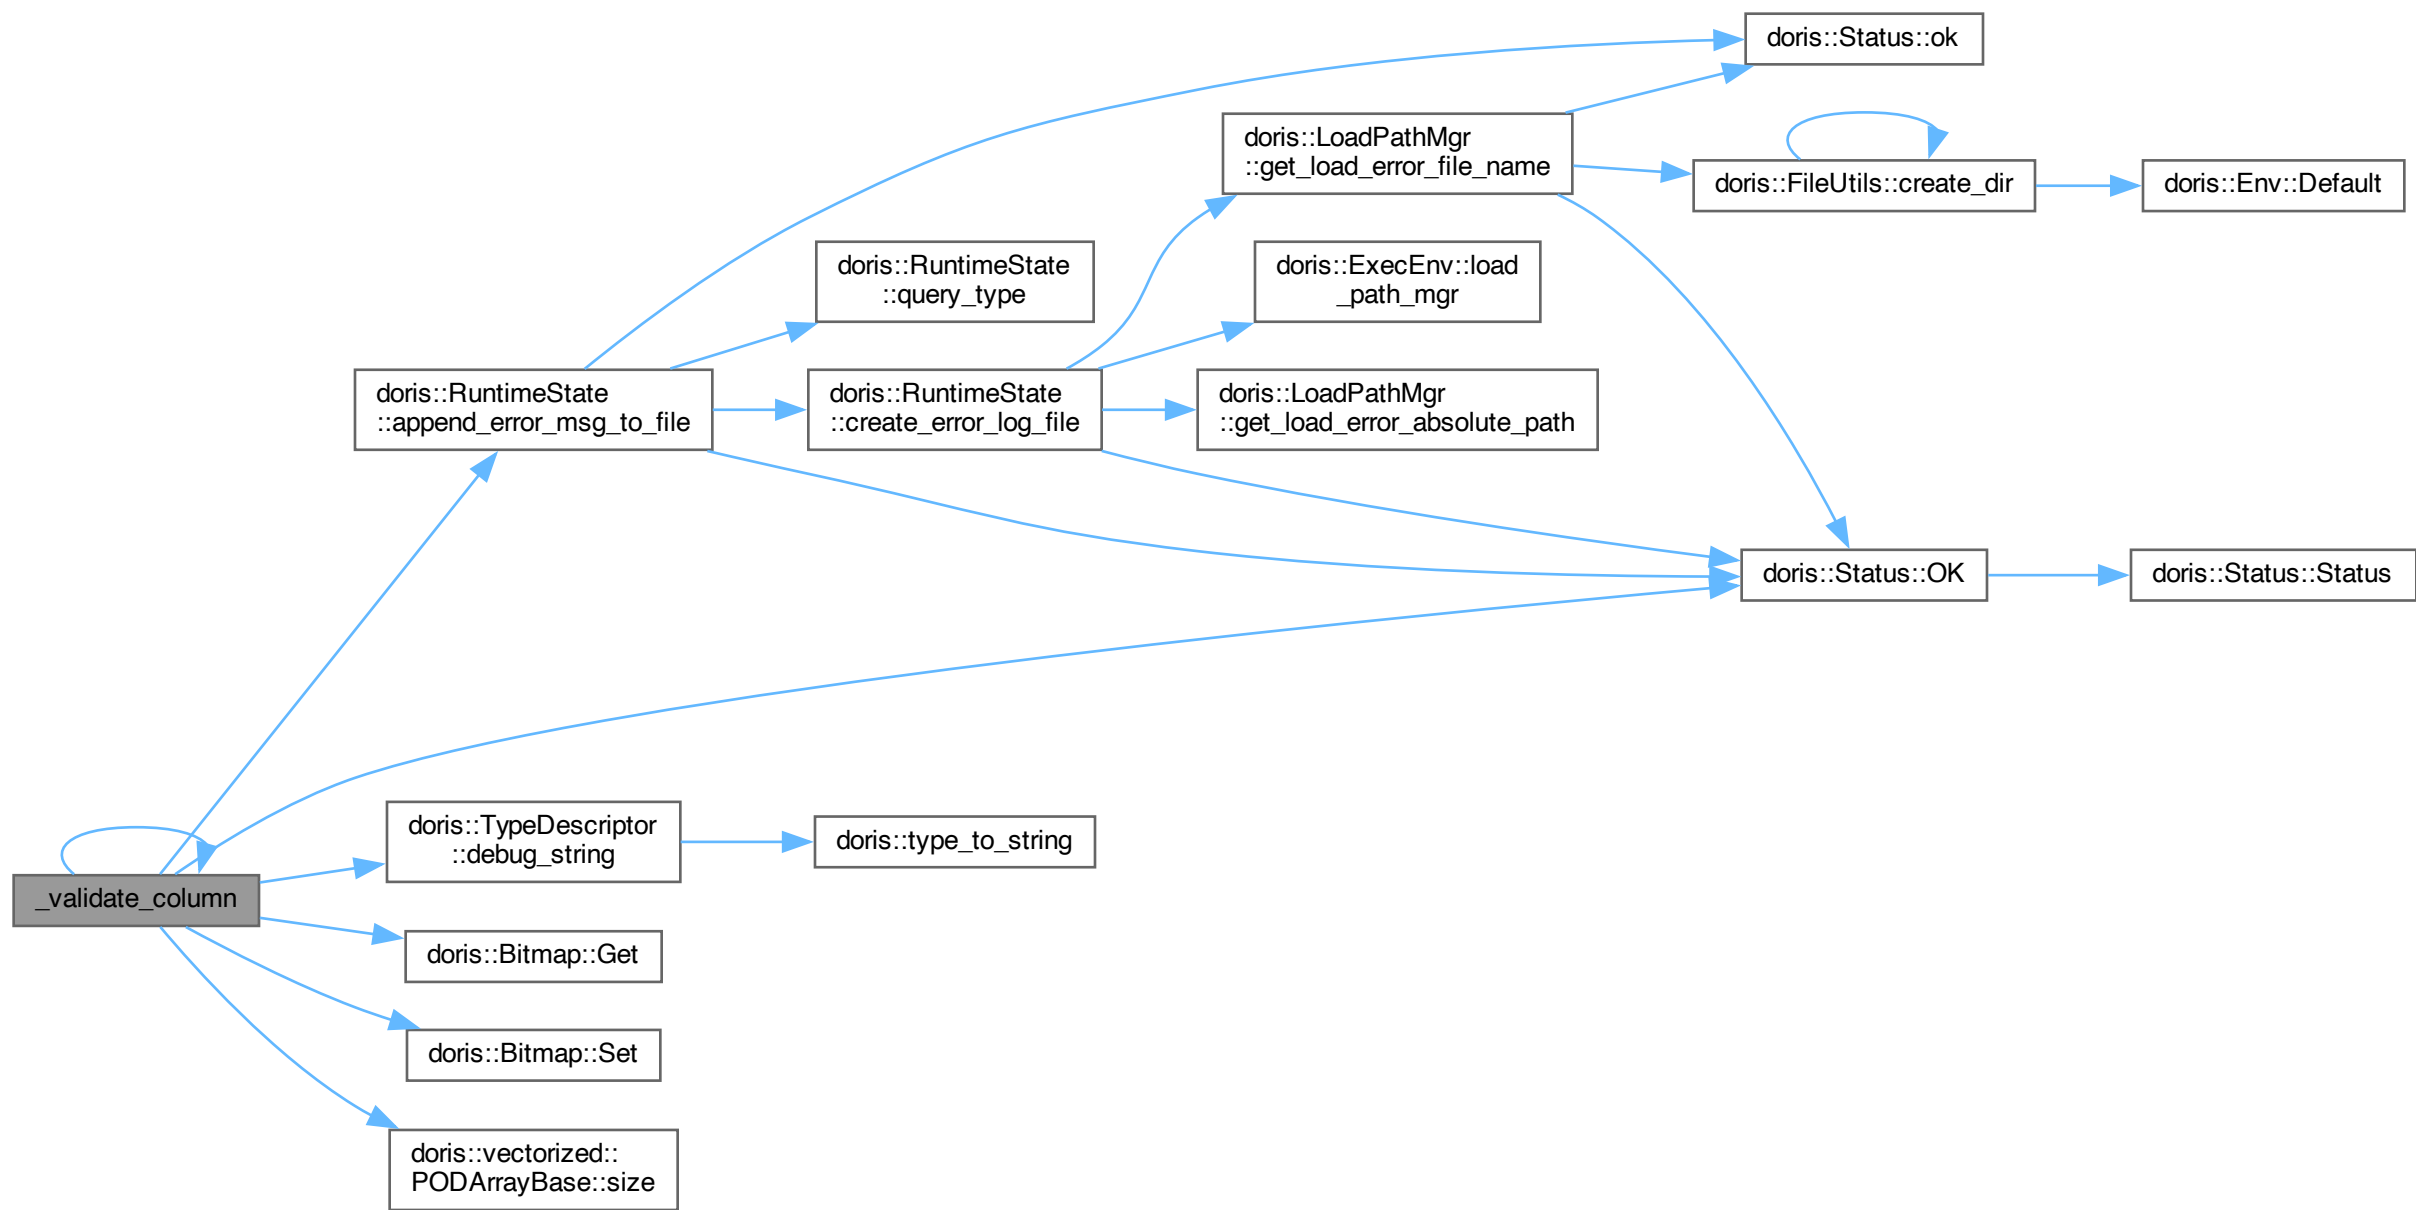 doris::Status::ok
doris::LoadPathMgr
::get_load_error_file_name
doris::FileUtils::create_dir
doris::Env::Default
doris::RuntimeState
::query_type
doris::ExecEnv::load
_path_mgr
doris::RuntimeState
::append_error_msg_to_file
doris::RuntimeState
::create_error_log_file
doris::LoadPathMgr
::get_load_error_absolute_path
doris::Status::OK
doris::Status::Status
doris::TypeDescriptor
::debug_string
doris::type_to_string
_validate_column
doris::Bitmap::Get
doris::Bitmap::Set
doris::vectorized::
PODArrayBase::size